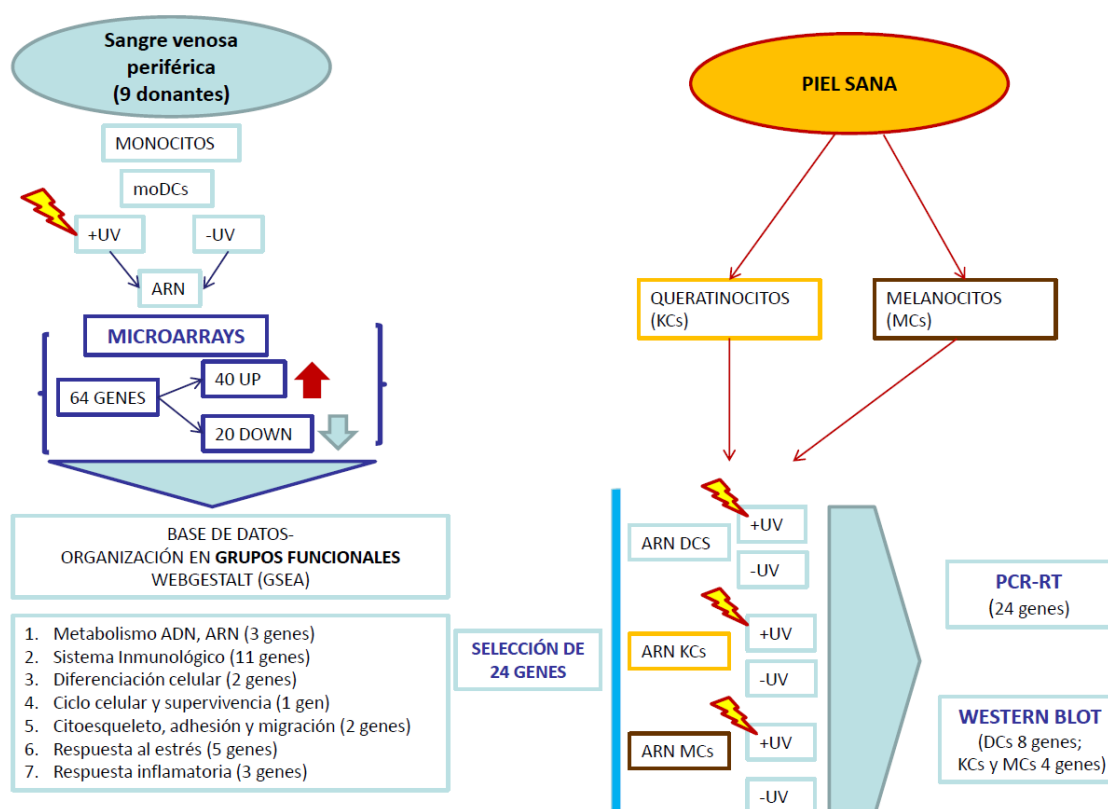 Sangre venosa
periférica
(9 donantes)
MONOCITOS
moDCs
+UV
-UV
ARN
MICROARRAYS
64 GENES
40 UP
20 DOWN
BASE DE DATOS-
ORGANIZACIÓN EN GRUPOS FUNCIONALES
WEBGESTALT (GSEA)
1. Metabolismo ADN, ARN (3 genes)
2. Sistema Inmunológico (11 genes)
3. Diferenciación celular (2 genes)
4. Ciclo celular y supervivencia (1 gen)
5. Citoesqueleto, adhesión y migración (2 genes)
6. Respuesta al estrés (5 genes)
7. Respuesta inflamatoria (3 genes)
SELECCIÓN DE
24 GENES
PIEL SANA
QUERATINOCITOS
(KCs)
MELANOCITOS
(MCs)
ARN DCS
+UV
-UV
ARN KCs
+UV
-UV
ARN MCs
+UV
-UV
PCR-RT
(24 genes)
WESTERN BLOT
(DCs 8 genes;
KCs y MCs 4 genes)